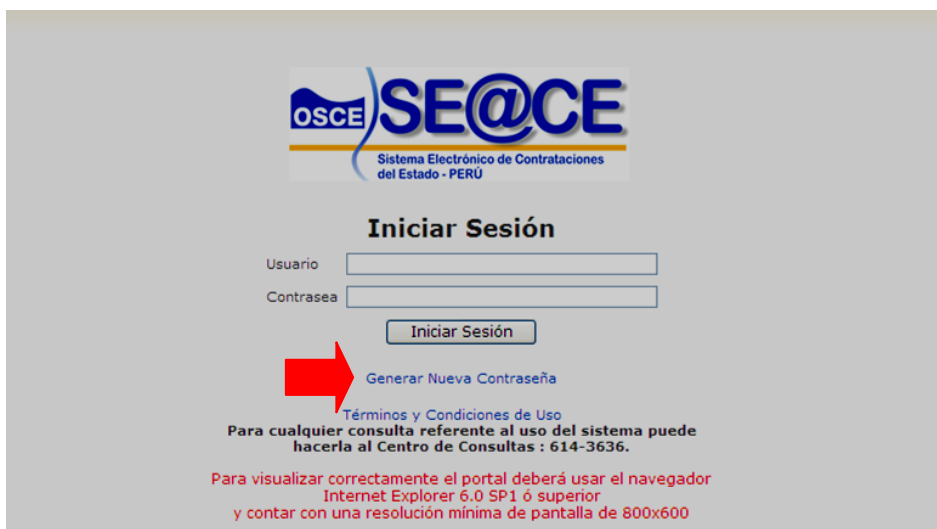 OSCE SE@CE
Sistema Electrónico de Contrataciones
del Estado - PERÚ
Iniciar Sesión
Usuario
Contrasea
Iniciar Sesión
Generar Nueva Contraseña
Términos y Condiciones de Uso
Para cualquier consulta referente al uso del sistema puede
hacerla al Centro de Consultas : 614-3636.
Para visualizar correctamente el portal deberá usar el navegador
Internet Explorer 6.0 SP1 ó superior
y contar con una resolución mínima de pantalla de 800x600